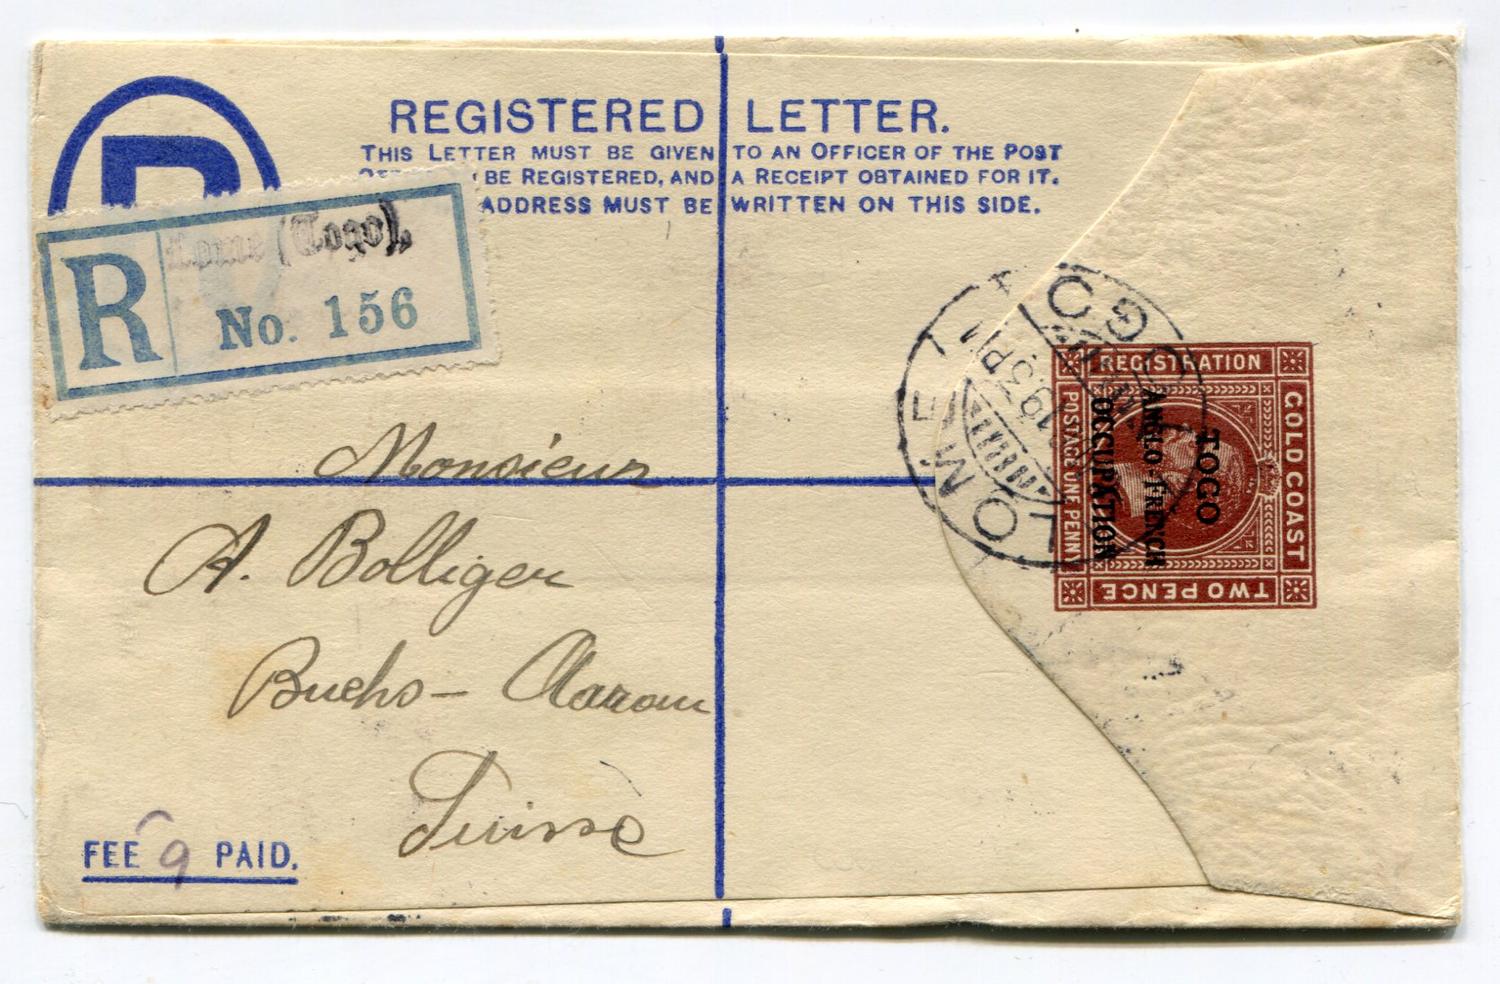 REGISTERED LETTER.
THIS LETTER MUST BE GIVEN TO AN OFFICER OF THE POST
BE REGISTERED, AND A RECEIPT OBTAINED FOR IT.
ADDRESS MUST BE WRITTEN ON THIS SIDE.
R
Lome (Togo).
No. 156
LOME
TOGO
REGISTRATION
TWO PENCE
GOLD COAST
POSTAGE ONE PENNY
TOGO
ANGLO-FRENCH
OCCUPATION
Monsieur
A. Bolliger
Buchs - Aarau
Suisse
FEE 9 PAID.